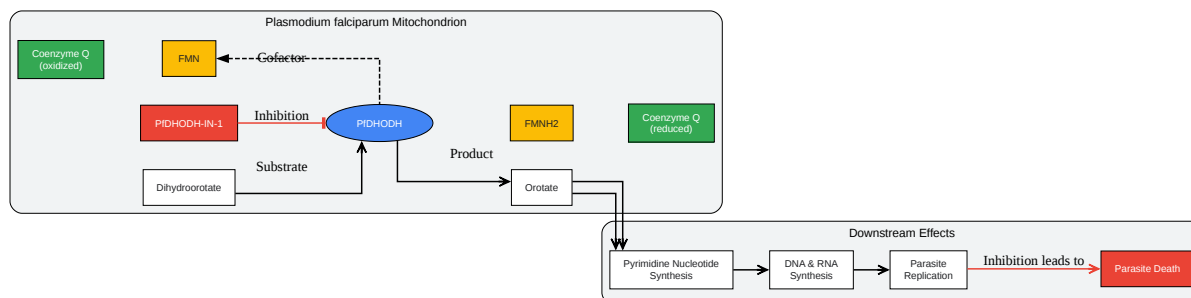 Plasmodium falciparum Mitochondrion
Coenzyme Q
(oxidized)
FMN
Cofactor
PfDHODH-IN-1
Inhibition
PfDHODH
FMNH2
Coenzyme Q
(reduced)
Dihydroorotate
Substrate
Product
Orotate
Downstream Effects
Pyrimidine Nucleotide
Synthesis
DNA & RNA
Synthesis
Parasite
Replication
Inhibition leads to
Parasite Death